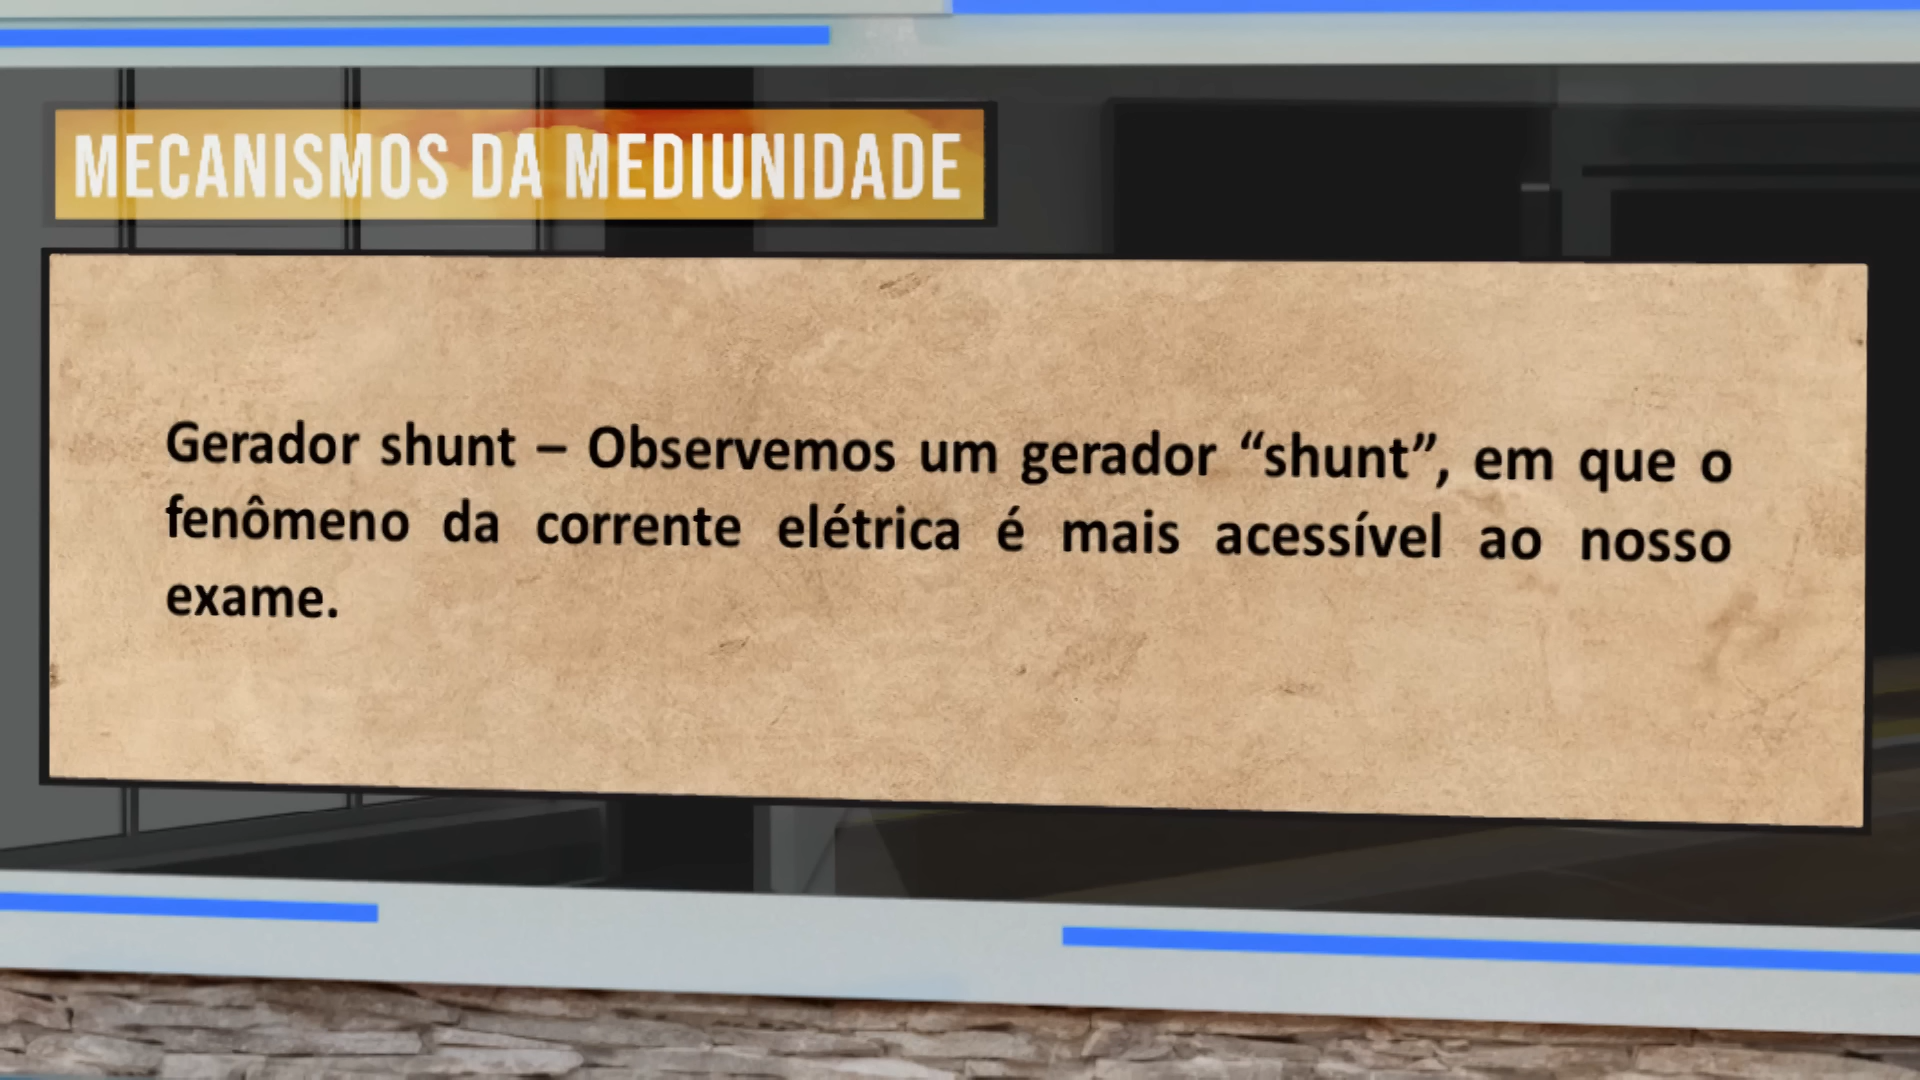 MECANISMOS DA MEDIUNIDADE
Gerador shunt – Observemos um gerador “shunt”, em que o
fenômeno da corrente elétrica é mais acessível ao nosso
exame.